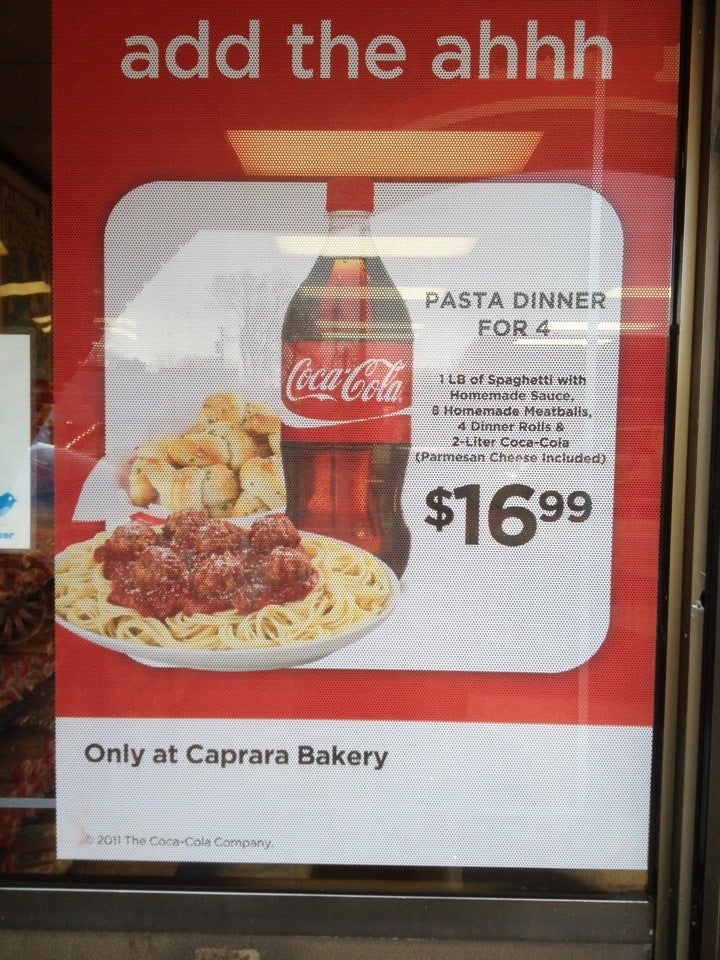 add the ahhh
Coca-Cola
PASTA DINNER
FOR 4
1 LB of Spaghetti with
Homemade Sauce,
8 Homemade Meatballs,
4 Dinner Rolls &
2-Liter Coca-Cola
(Parmesan Cheese Included)
$1699
Only at Caprara Bakery
© 2011 The Coca-Cola Company.